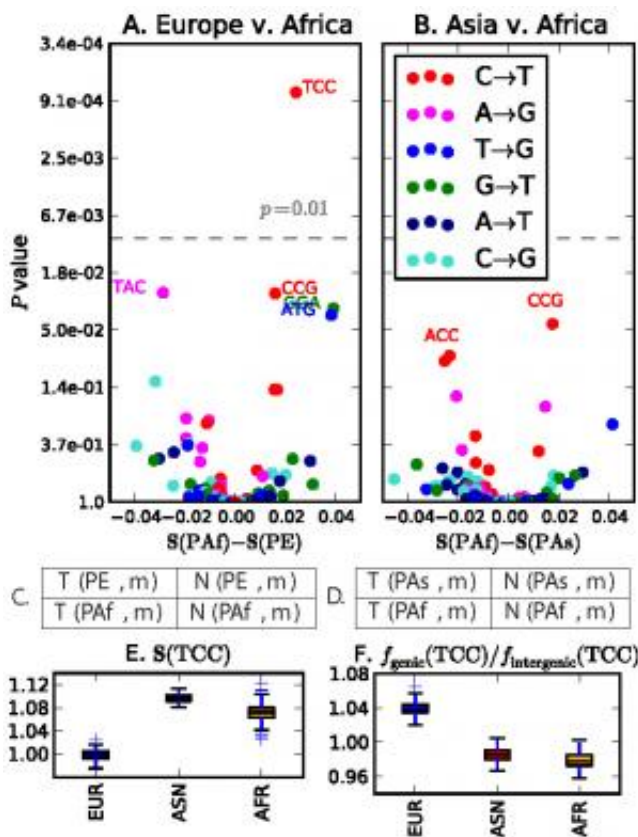 A. Europe v. Africa
B. Asia v. Africa
3.4e-04
9.1e-04
2.5e-03
6.7e-03
1.8e-02
5.0e-02
1.4e-01
3.7e-01
1.0
P value
TCC
p=0.01
TAC
CCG
GGA
ATG
−0.04 −0.02 0.00 0.02 0.04
S(PAf)−S(PE)
C→T
A→G
T→G
G→T
A→T
C→G
CCG
ACC
−0.04 −0.02 0.00 0.02 0.04
S(PAf)−S(PAs)
C.
T (PE , m) N (PE , m)
T (PAf , m) N (PAf , m)
D.
T (PAs , m) N (PAs , m)
T (PAf , m) N (PAf , m)
E. S(TCC)
1.12
1.08
1.04
1.00
EUR
ASN
AFR
F. fgenic(TCC)/fintergenic(TCC)
1.08
1.04
1.00
0.96
EUR
ASN
AFR